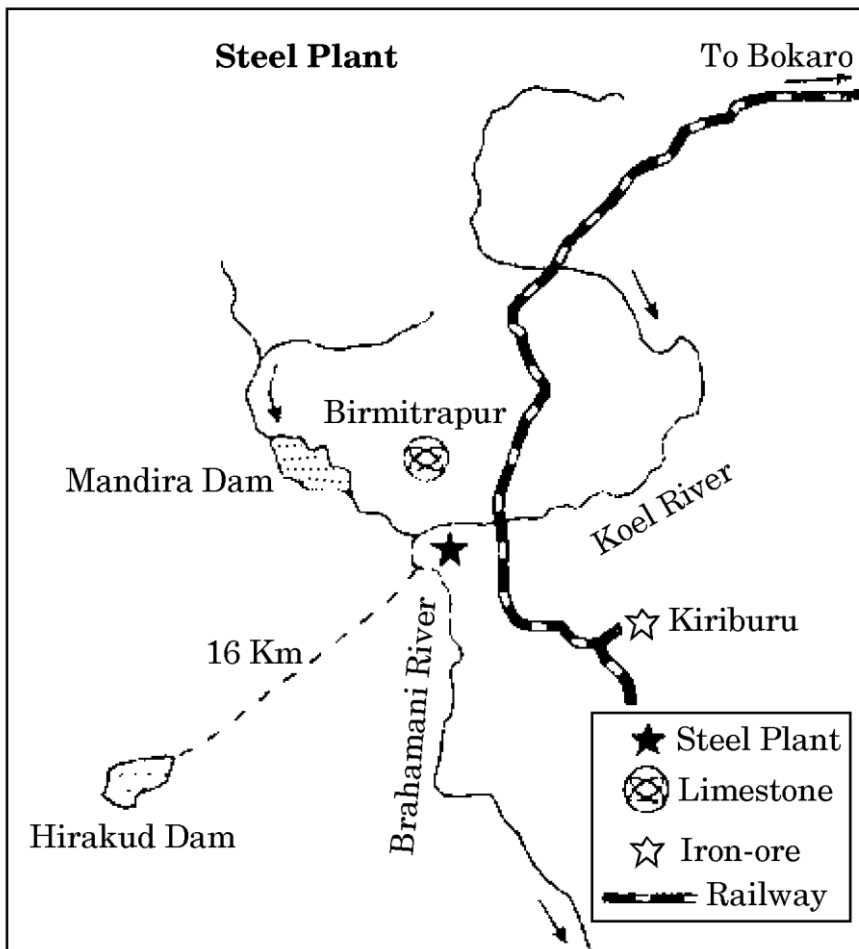 Steel Plant
To Bokaro
Birmitrapur
Mandira Dam
Koel River
Kiriburu
16 Km
Brahamani River
Hirakud Dam
Steel Plant
Limestone
Iron-ore
Railway